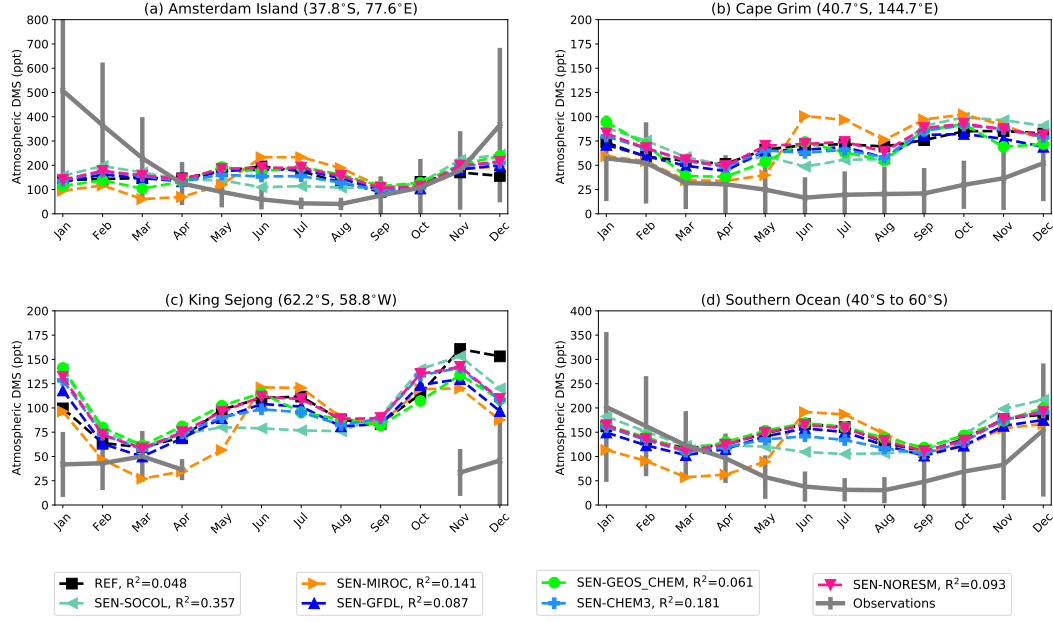 (a) Amsterdam Island (37.8°S, 77.6°E)
Atmospheric DMS (ppt)
800
700
600
500
400
300
200
100
0
Jan Feb Mar Apr May Jun Jul Aug Sep Oct Nov Dec
(b) Cape Grim (40.7°S, 144.7°E)
Atmospheric DMS (ppt)
200
175
150
125
100
75
50
25
0
Jan Feb Mar Apr May Jun Jul Aug Sep Oct Nov Dec
(c) King Sejong (62.2°S, 58.8°W)
Atmospheric DMS (ppt)
200
175
150
125
100
75
50
25
0
Jan Feb Mar Apr May Jun Jul Aug Sep Oct Nov Dec
(d) Southern Ocean (40°S to 60°S)
Atmospheric DMS (ppt)
400
350
300
250
200
150
100
50
0
Jan Feb Mar Apr May Jun Jul Aug Sep Oct Nov Dec
REF, R²=0.048
SEN-SOCOL, R²=0.357
SEN-MIROC, R²=0.141
SEN-GFDL, R²=0.087
SEN-GEOS_CHEM, R²=0.061
SEN-CHEM3, R²=0.181
SEN-NORESM, R²=0.093
Observations